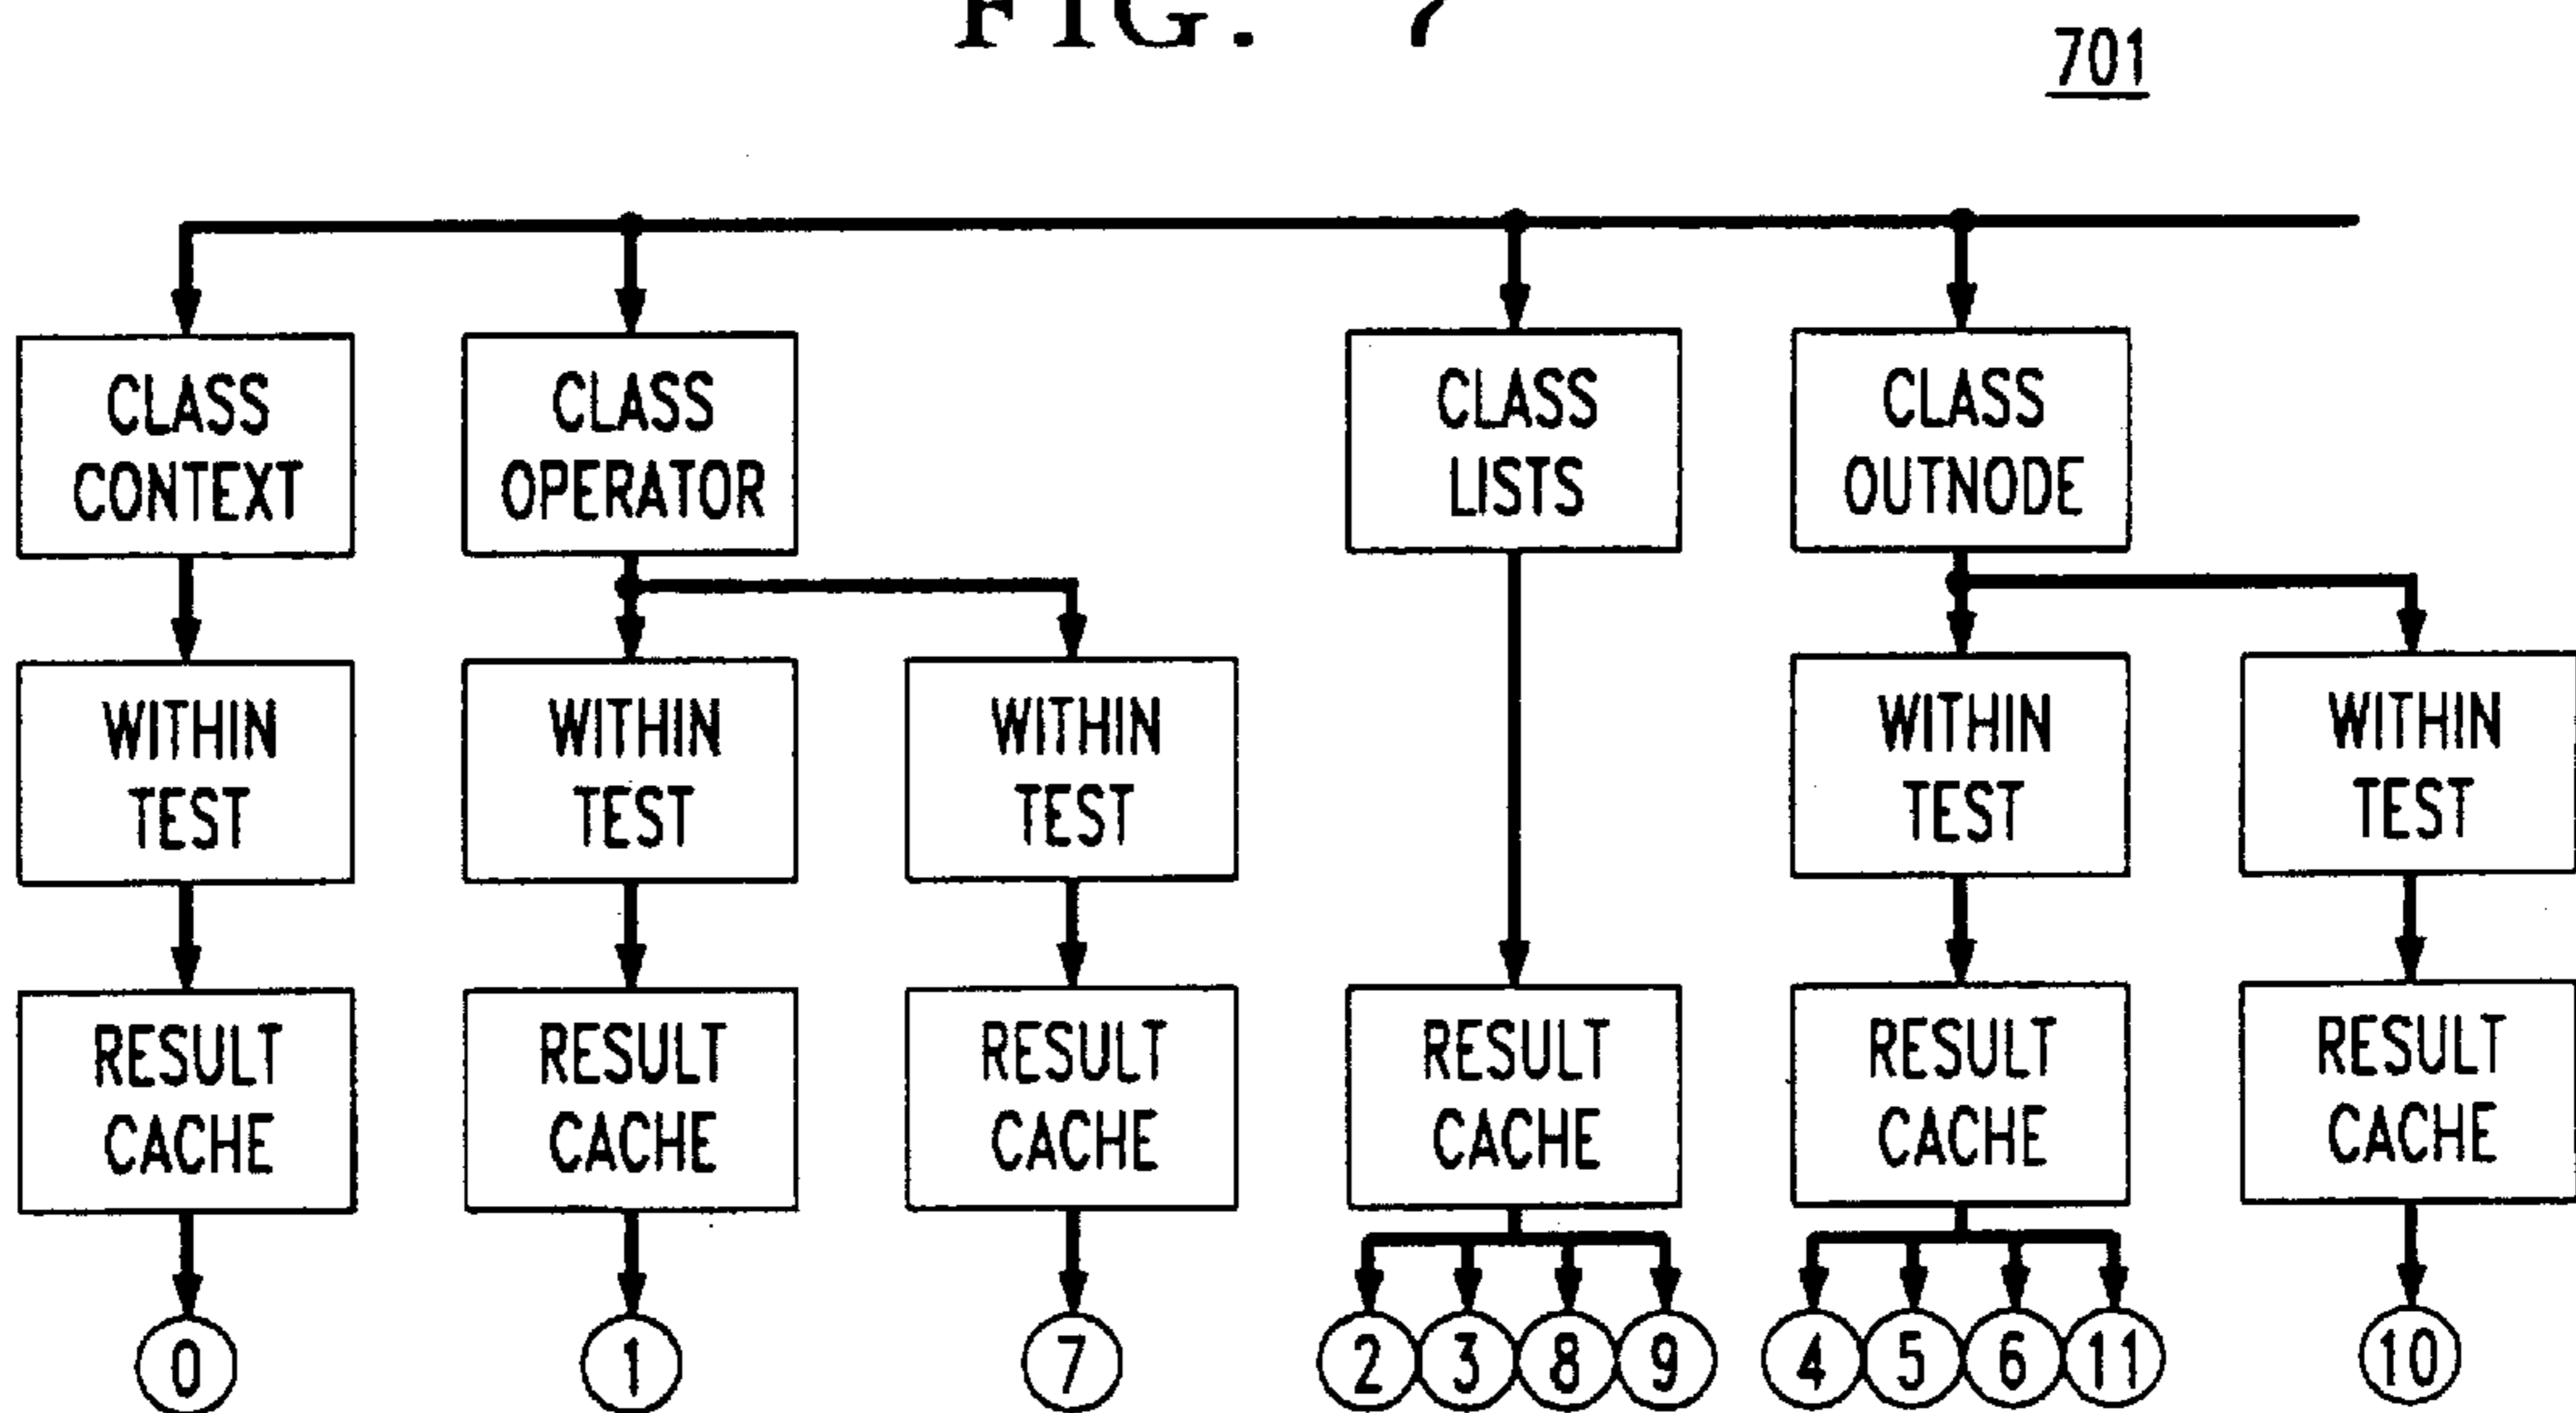 FIG. 7
701
CLASS
CONTEXT
CLASS
OPERATOR
CLASS
LISTS
CLASS
OUTNODE
WITHIN
TEST
WITHIN
TEST
WITHIN
TEST
WITHIN
TEST
WITHIN
TEST
RESULT
CACHE
RESULT
CACHE
RESULT
CACHE
RESULT
CACHE
RESULT
CACHE
RESULT
CACHE
0
1
7
2
3
8
9
4
5
6
11
10